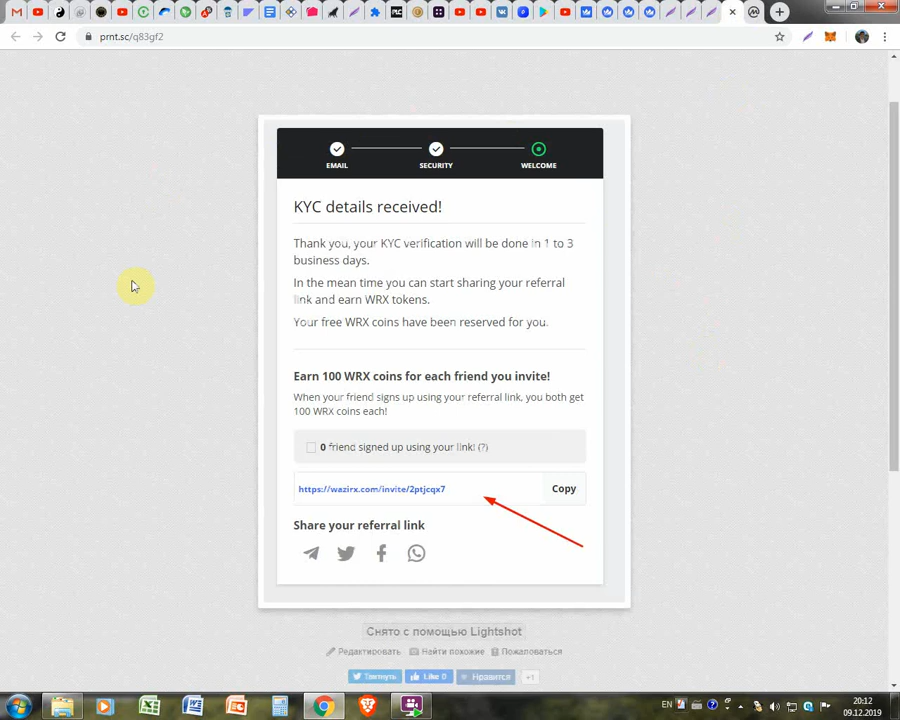 prnt.sc/q83gf2
EMAIL
SECURITY
WELCOME
KYC details received!
Thank you, your KYC verification will be done in 1 to 3
business days.
In the mean time you can start sharing your referral
link and earn WRX tokens.
Your free WRX coins have been reserved for you.
Earn 100 WRX coins for each friend you invite!
When your friend signs up using your referral link, you both get
100 WRX coins each!
0 friend signed up using your link! (?)
https://wazirx.com/invite/2ptjcqx7
Copy
Share your referral link
Снято с помощью Lightshot
Редактировать Найти похожие Пожаловаться
Твитнуть Like 0 Нравится +1
EN
20:12
09.12.2019